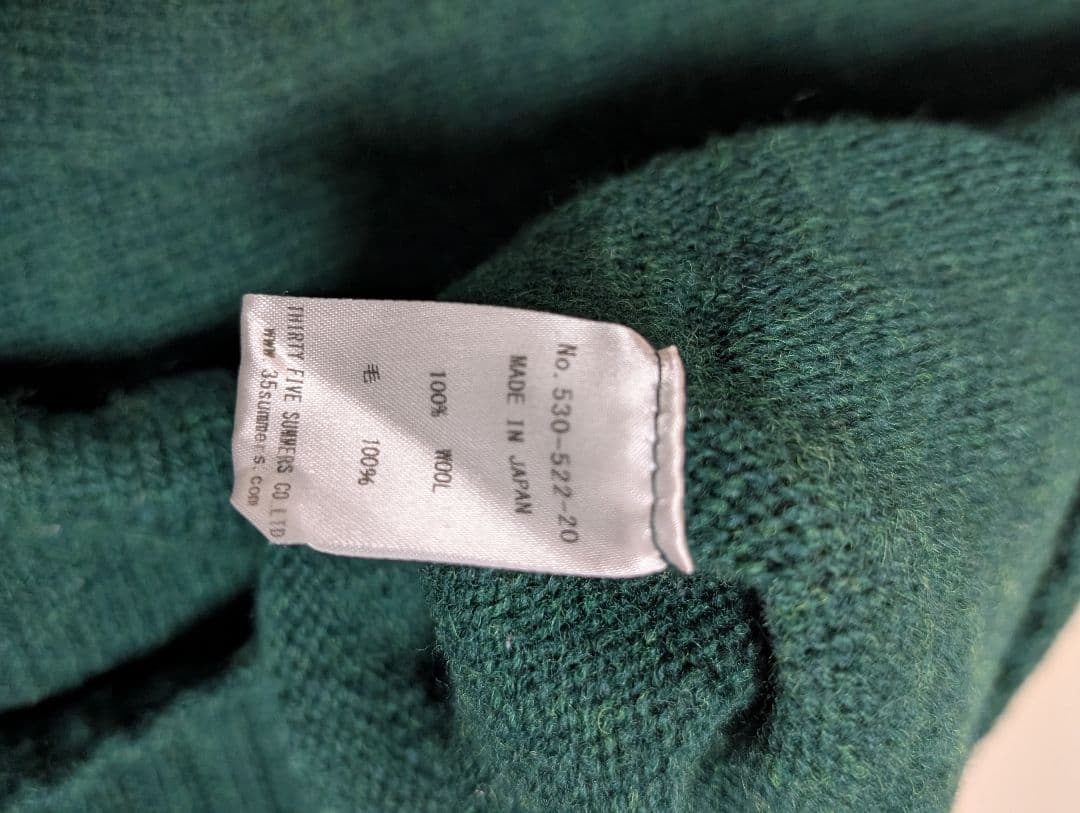 No. 530-522-20
MADE IN JAPAN
100% WOOL
毛 100%
THIRTY FIVE SUMMERS CO.LTD
WWW 35summers.com